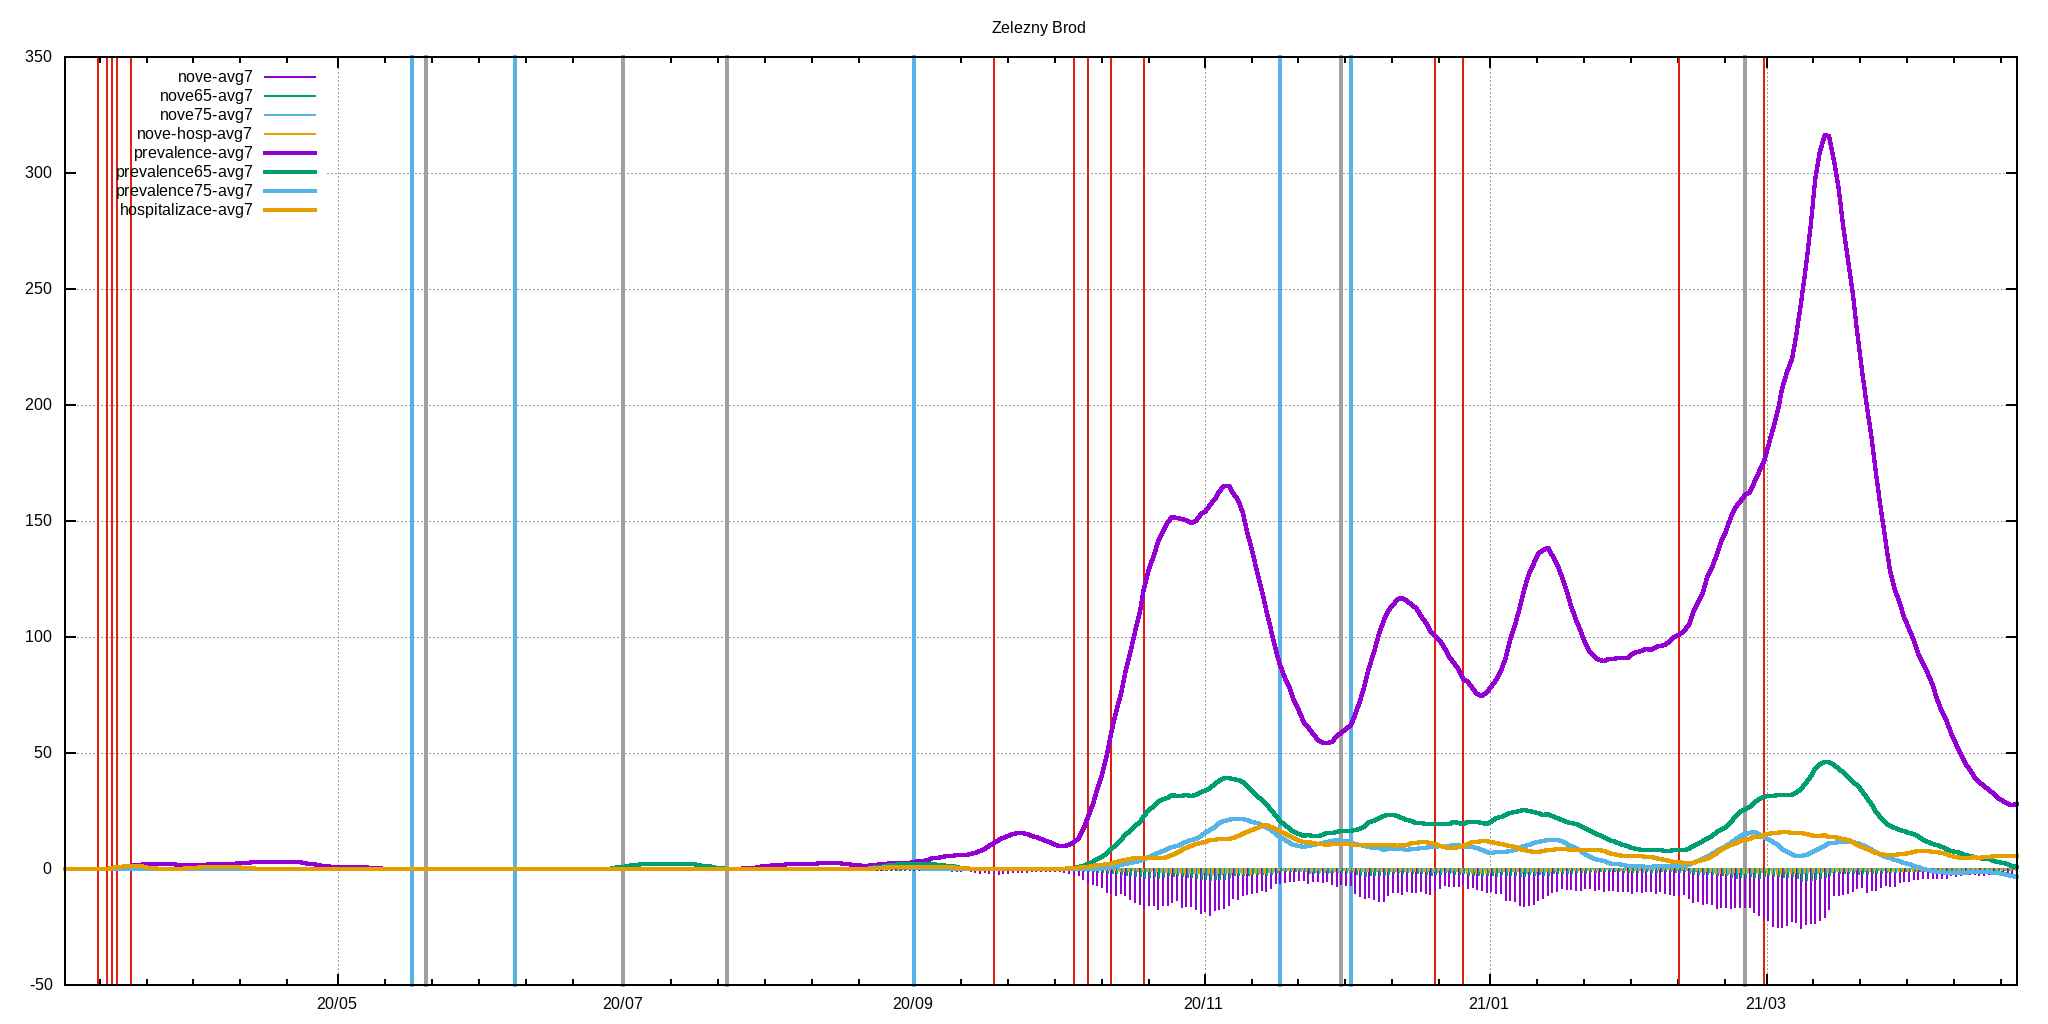 Zelezny Brod
350
300
250
200
150
100
50
0
-50
nove-avg7
nove65-avg7
nove75-avg7
nove-hosp-avg7
prevalence-avg7
prevalence65-avg7
prevalence75-avg7
hospitalizace-avg7
20/05
20/07
20/09
20/11
21/01
21/03